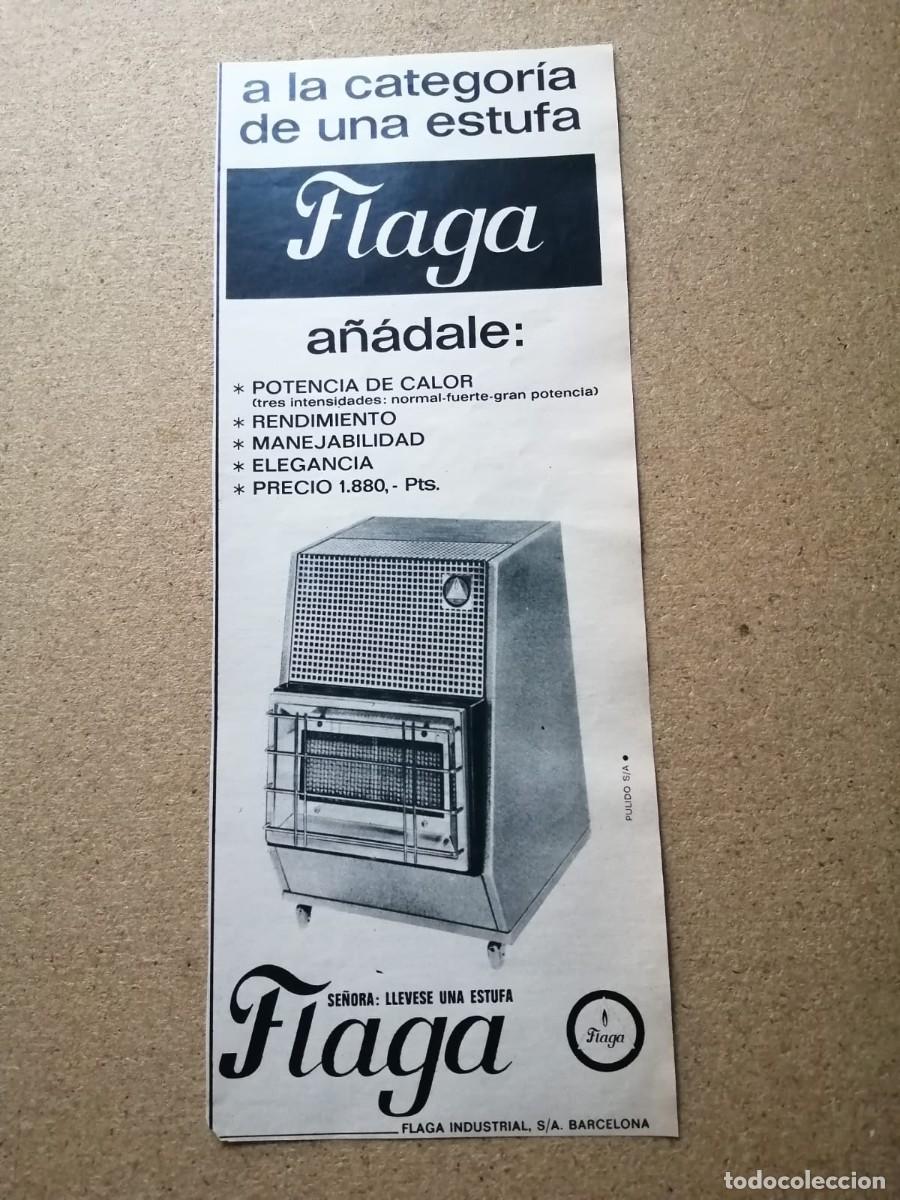 a la categoría
de una estufa
Flaga
añádale:
* POTENCIA DE CALOR
(tres intensidades: normal-fuerte-gran potencia)
* RENDIMIENTO
* MANEJABILIDAD
* ELEGANCIA
* PRECIO 1.880,- Pts.
PULIDO S/A
SEÑORA: LLEVESE UNA ESTUFA
Flaga
Flaga
FLAGA INDUSTRIAL, S/A. BARCELONA
todocoleccion